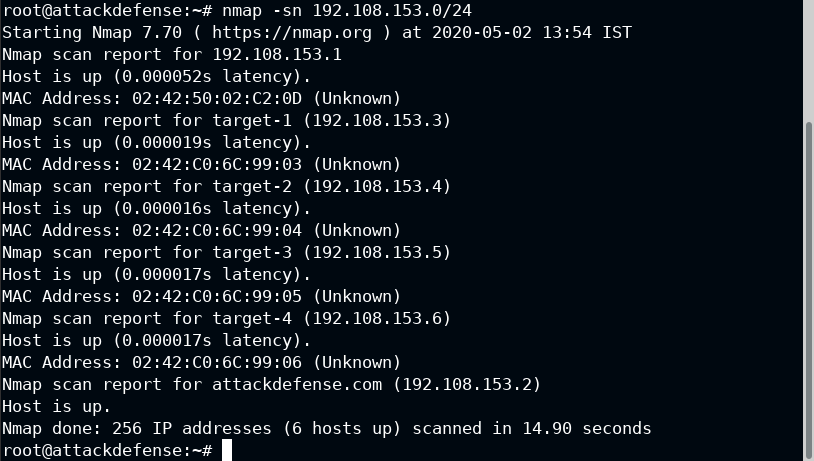 root@attackdefense:~# nmap -sn 192.108.153.0/24
Starting Nmap 7.70 ( https://nmap.org ) at 2020-05-02 13:54 IST
Nmap scan report for 192.108.153.1
Host is up (0.000052s latency).
MAC Address: 02:42:50:02:C2:0D (Unknown)
Nmap scan report for target-1 (192.108.153.3)
Host is up (0.000019s latency).
MAC Address: 02:42:C0:6C:99:03 (Unknown)
Nmap scan report for target-2 (192.108.153.4)
Host is up (0.000016s latency).
MAC Address: 02:42:C0:6C:99:04 (Unknown)
Nmap scan report for target-3 (192.108.153.5)
Host is up (0.000017s latency).
MAC Address: 02:42:C0:6C:99:05 (Unknown)
Nmap scan report for target-4 (192.108.153.6)
Host is up (0.000017s latency).
MAC Address: 02:42:C0:6C:99:06 (Unknown)
Nmap scan report for attackdefense.com (192.108.153.2)
Host is up.
Nmap done: 256 IP addresses (6 hosts up) scanned in 14.90 seconds
root@attackdefense:~#